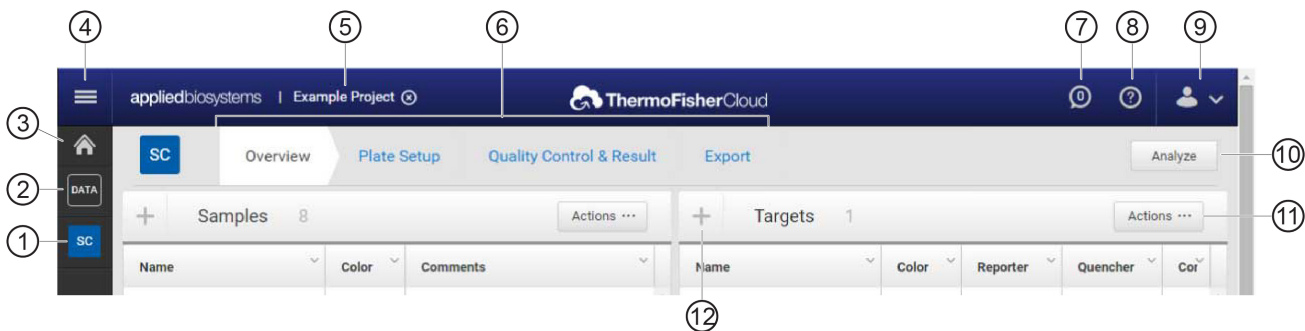 ④ ⑤ ⑥ ⑦ ⑧ ⑨
appliedbiosystems | Example Project ThermoFisherCloud 0 ?
③
SC Overview Plate Setup Quality Control & Result Export Analyze ⑩
② DATA
+ Samples 8 Actions ··· + Targets 1 Actions ··· ⑪
① SC
Name Color Comments Name Color Reporter Quencher Cor
⑫